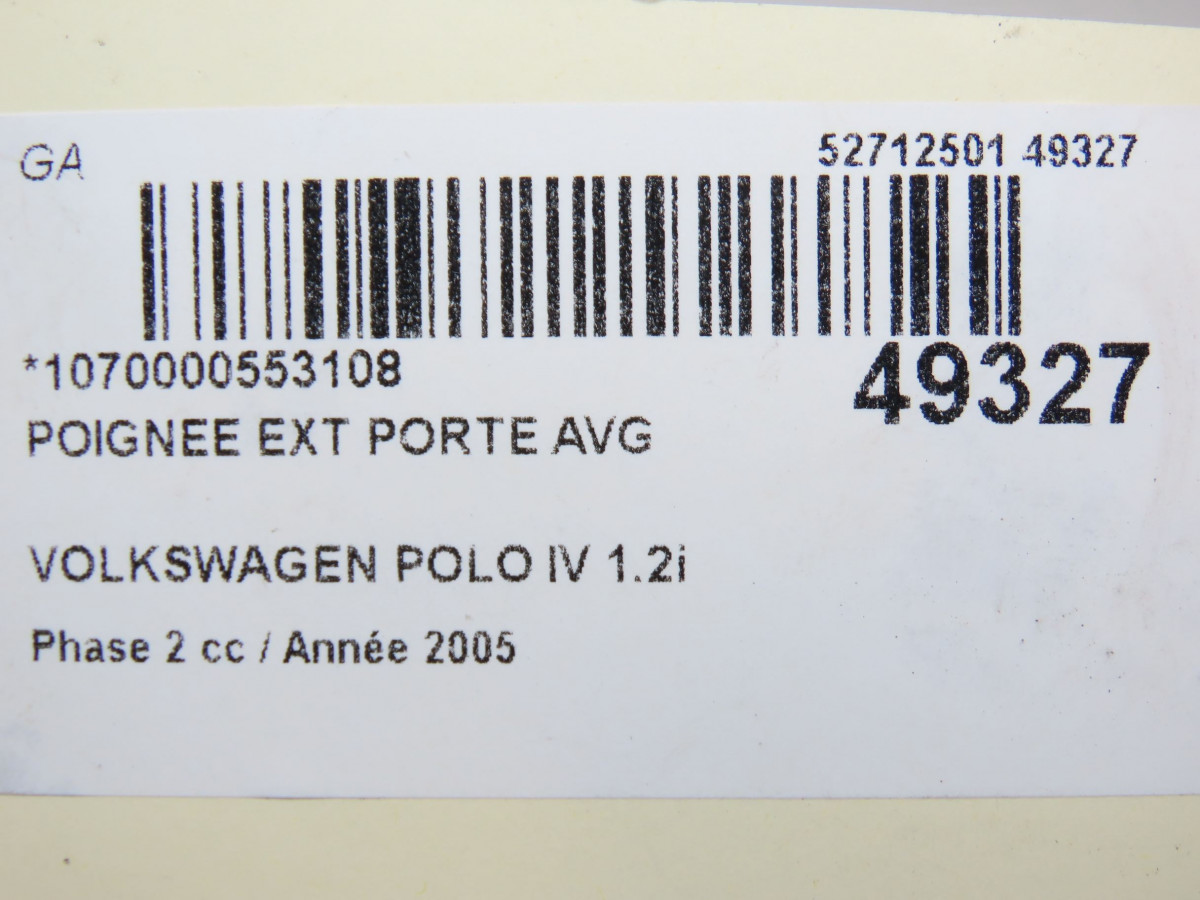 GA
52712501 49327
*1070000553108
49327
POIGNEE EXT PORTE AVG
VOLKSWAGEN POLO IV 1.2i
Phase 2 cc / Année 2005